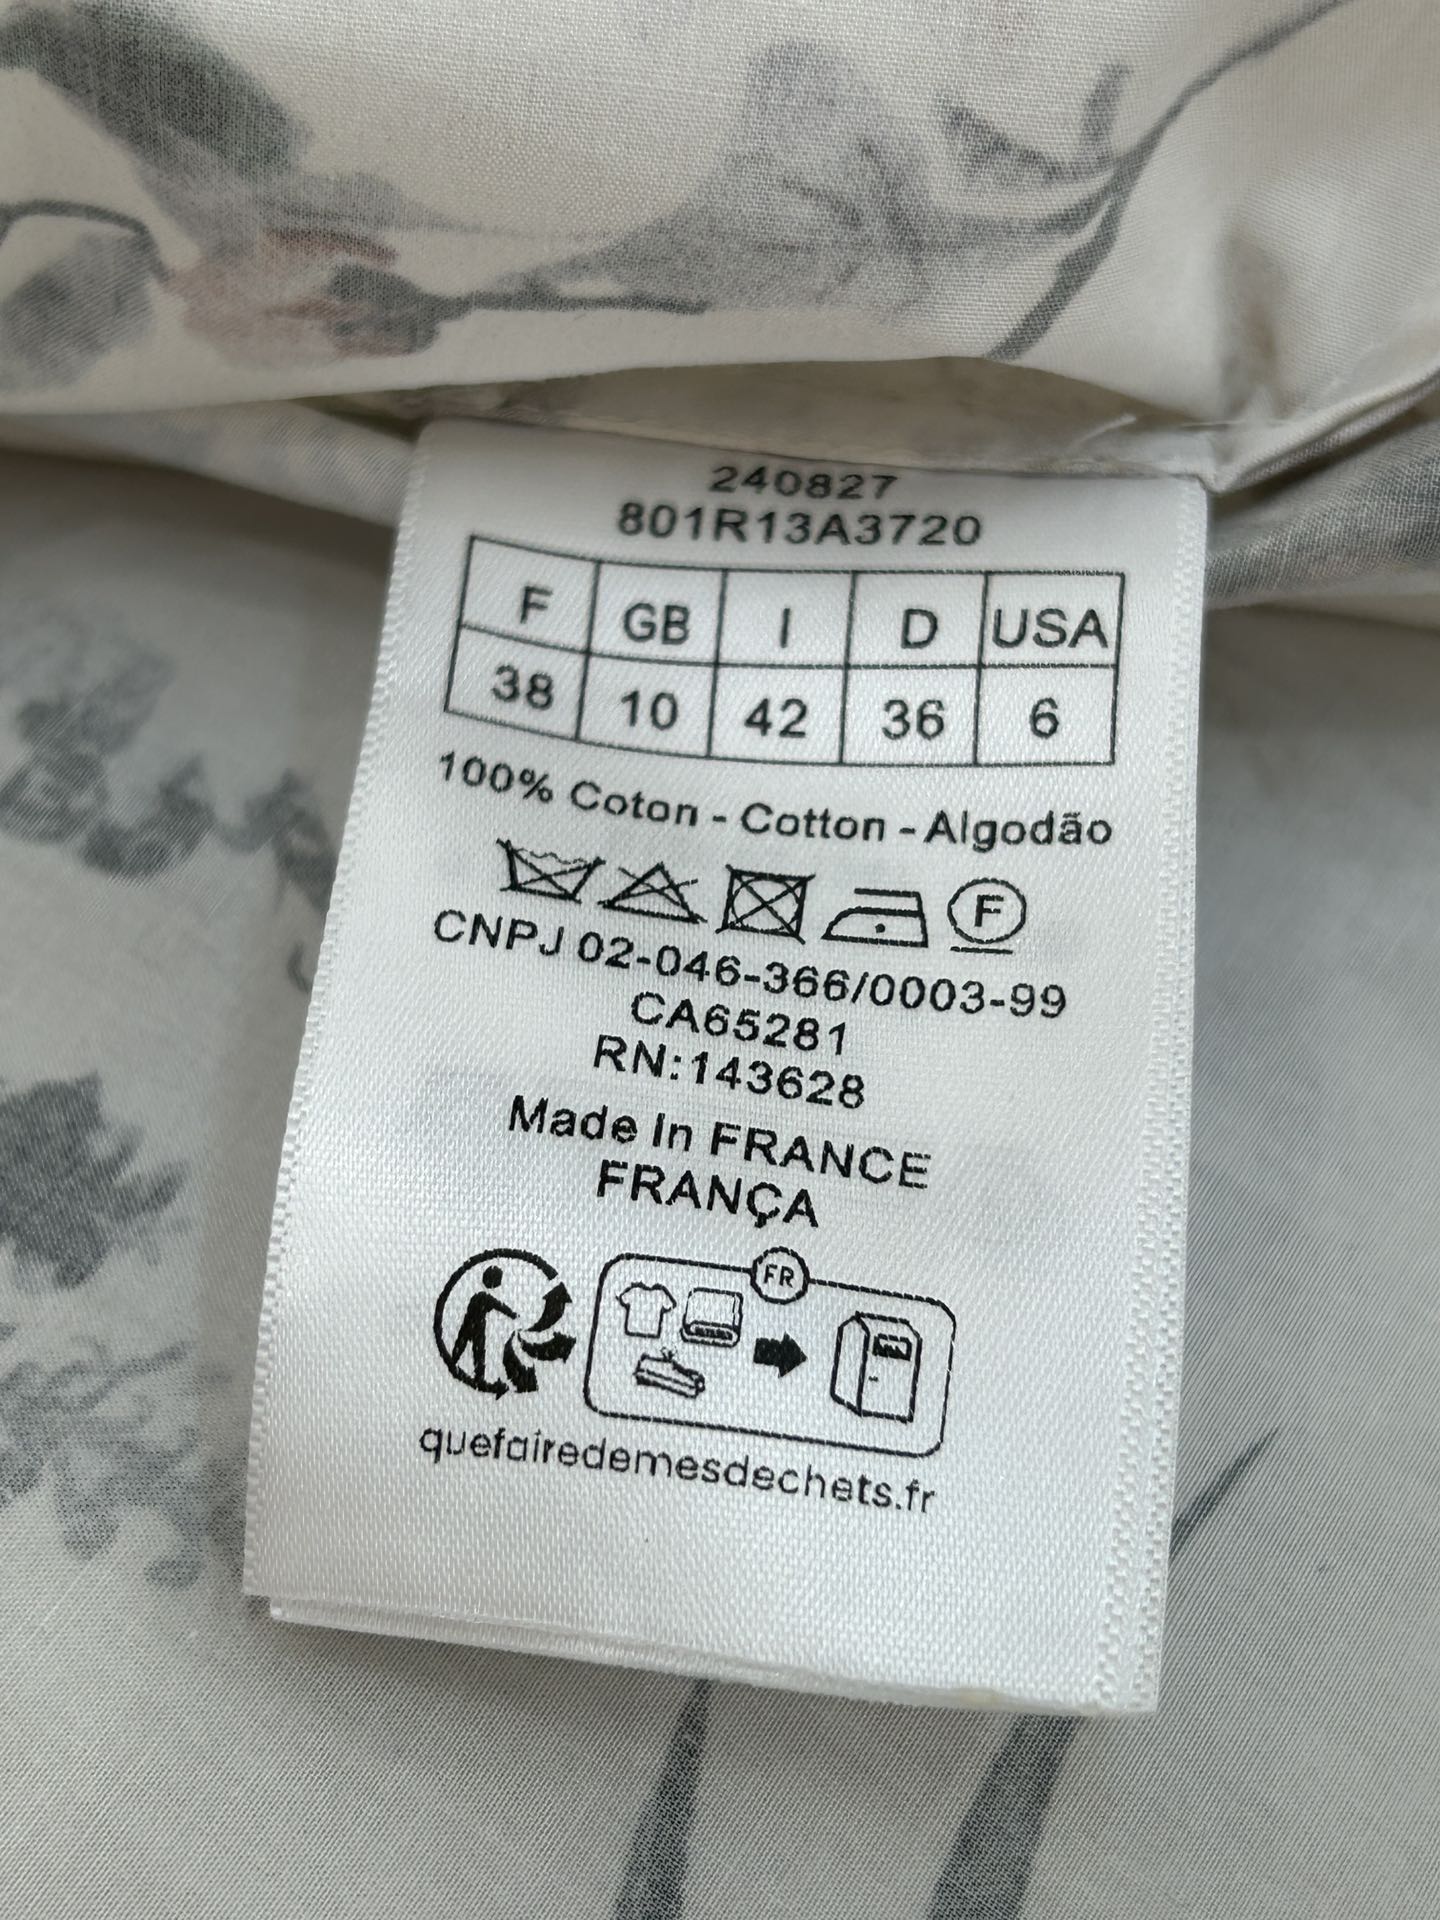 240827
801R13A3720
F GB I D USA
38 10 42 36 6
100% Coton - Cotton - Algodão
F
CNPJ 02-046-366/0003-99
CA65281
RN:143628
Made In FRANCE
FRANÇA
FR
quefairedemesdechets.fr